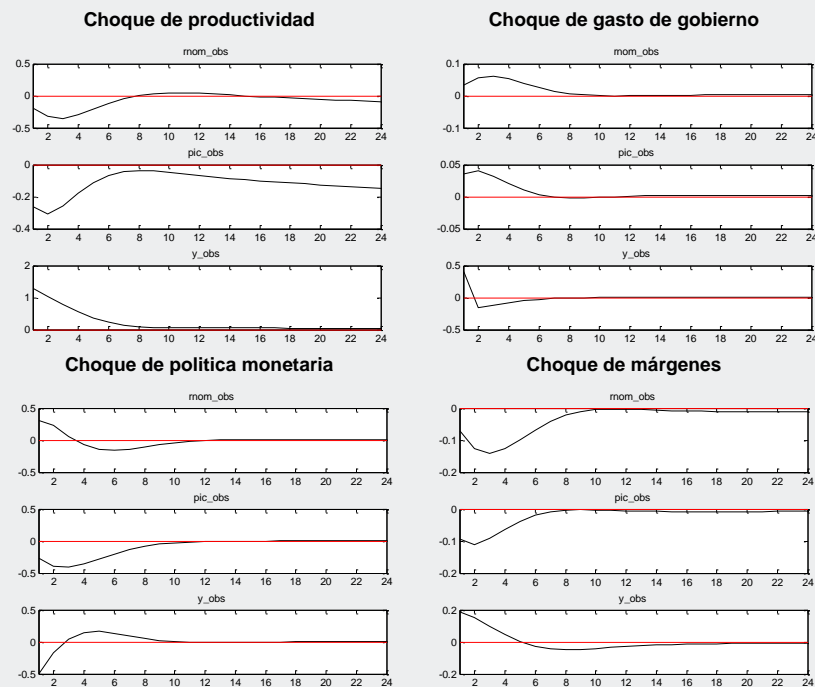 Choque de productividad
rnom_obs
0.5
0
-0.5
2 4 6 8 10 12 14 16 18 20 22 24
pic_obs
0
-0.2
-0.4
2 4 6 8 10 12 14 16 18 20 22 24
y_obs
2
1
0
2 4 6 8 10 12 14 16 18 20 22 24
Choque de gasto de gobierno
rnom_obs
0.1
0
-0.1
2 4 6 8 10 12 14 16 18 20 22 24
pic_obs
0.05
0
-0.05
2 4 6 8 10 12 14 16 18 20 22 24
y_obs
0.5
0
-0.5
2 4 6 8 10 12 14 16 18 20 22 24
Choque de politica monetaria
rnom_obs
0.5
0
-0.5
2 4 6 8 10 12 14 16 18 20 22 24
pic_obs
0.5
0
-0.5
2 4 6 8 10 12 14 16 18 20 22 24
y_obs
0.5
0
-0.5
2 4 6 8 10 12 14 16 18 20 22 24
Choque de márgenes
rnom_obs
0
-0.1
-0.2
2 4 6 8 10 12 14 16 18 20 22 24
pic_obs
0
-0.1
-0.2
2 4 6 8 10 12 14 16 18 20 22 24
y_obs
0.2
0
-0.2
2 4 6 8 10 12 14 16 18 20 22 24